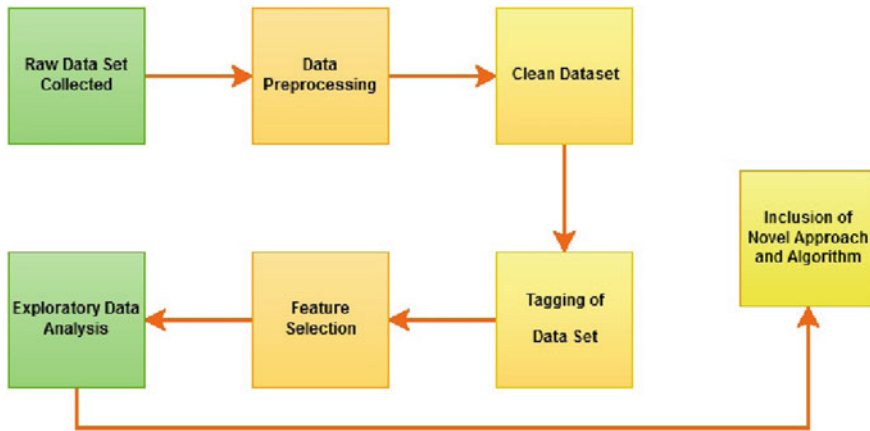 Raw Data Set
Collected
Data
Preprocessing
Clean Dataset
Tagging of
Data Set
Feature
Selection
Exploratory Data
Analysis
Inclusion of
Novel Approach
and Algorithm